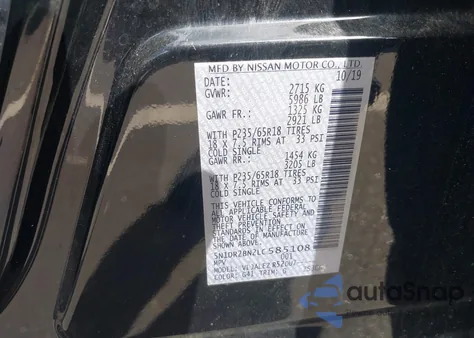 MFD BY NISSAN MOTOR CO., LTD.
DATE: 10/19
GVWR: 2715 KG
5986 LB
GAWR FR.: 1325 KG
2921 LB
WITH P235/65R18 TIRES
18 X 7.5 RIMS AT 33 PSI
COLD SINGLE
GAWR RR.: 1454 KG
3205 LB
WITH P235/65R18 TIRES
18 X 7.5 RIMS AT 33 PSI
COLD SINGLE
THIS VEHICLE CONFORMS TO
ALL APPLICABLE FEDERAL
MOTOR VEHICLE SAFETY AND
THEFT PREVENTION
STANDARDS IN EFFECT ON
THE DATE OF MANUFACTURE
SHOWN ABOVE.
5N1DR2BN2LC585108
MPV 001
MODEL:
COLOR: TRIM: G
autoSnap